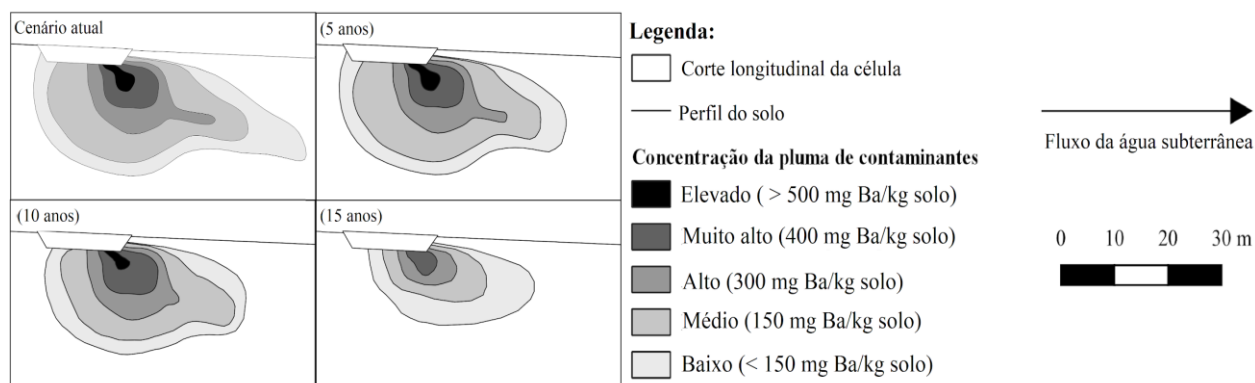 Cenário atual
(5 anos)
(10 anos)
(15 anos)
Legenda:
Corte longitudinal da célula
Perfil do solo
Concentração da pluma de contaminantes
Elevado ( > 500 mg Ba/kg solo)
Muito alto (400 mg Ba/kg solo)
Alto (300 mg Ba/kg solo)
Médio (150 mg Ba/kg solo)
Baixo (< 150 mg Ba/kg solo)
Fluxo da água subterrânea
0 10 20 30 m